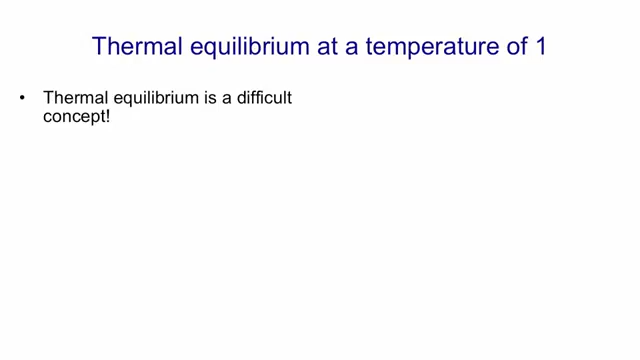 Thermal equilibrium at a temperature of 1
• Thermal equilibrium is a difficult
concept!